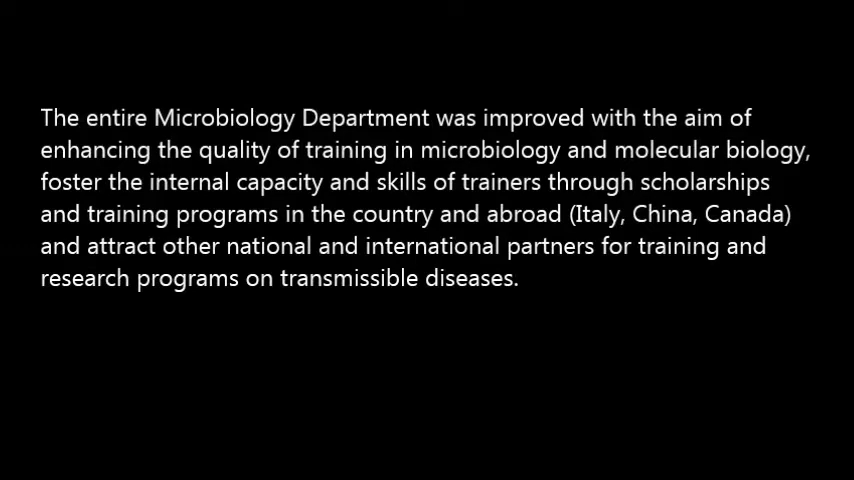 The entire Microbiology Department was improved with the aim of
enhancing the quality of training in microbiology and molecular biology,
foster the internal capacity and skills of trainers through scholarships
and training programs in the country and abroad (Italy, China, Canada)
and attract other national and international partners for training and
research programs on transmissible diseases.